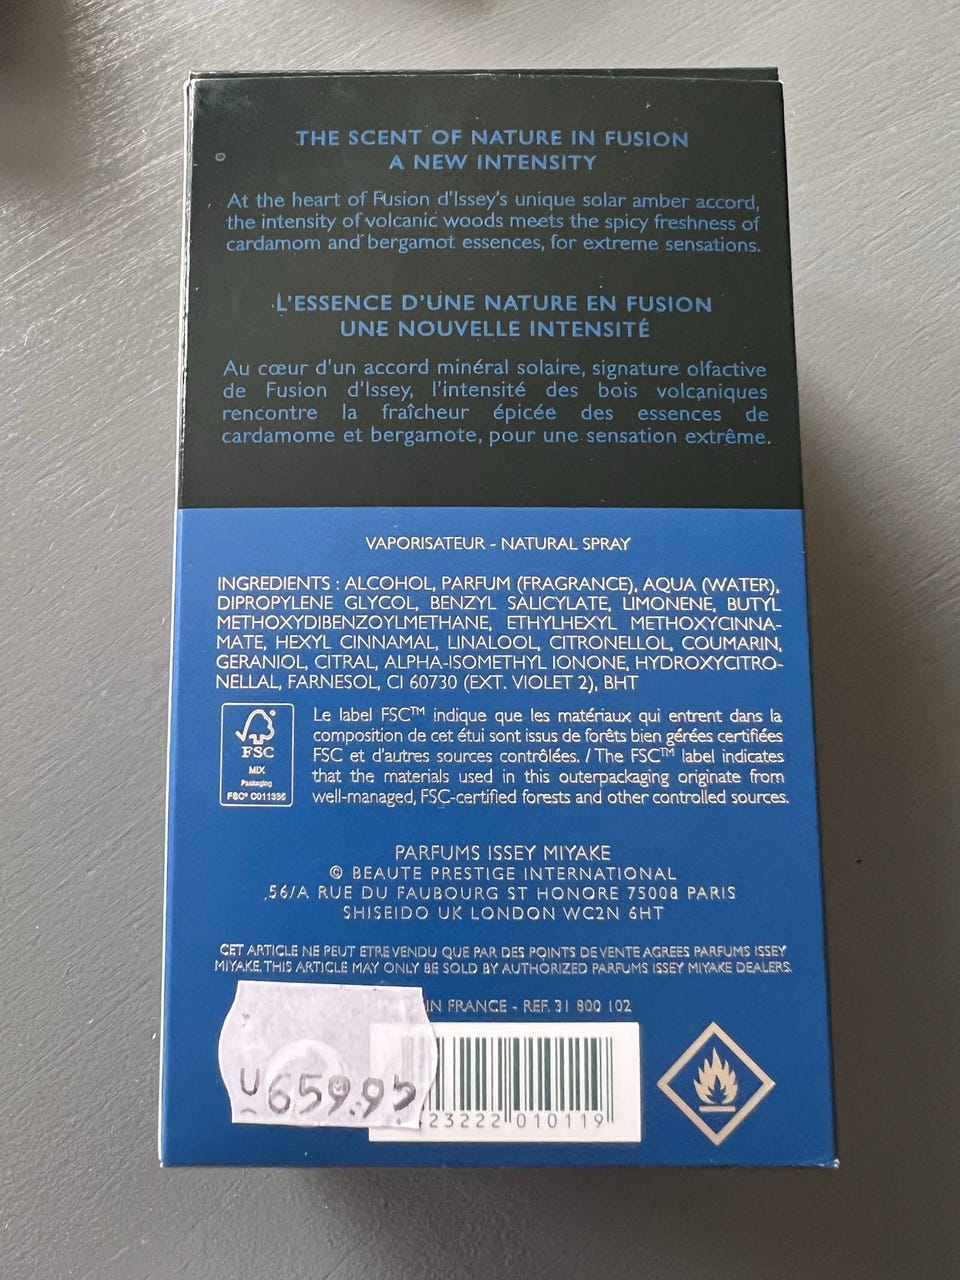 THE SCENT OF NATURE IN FUSION
A NEW INTENSITY
At the heart of Fusion d'Issey's unique solar amber accord,
the intensity of volcanic woods meets the spicy freshness of
cardamom and bergamot essences, for extreme sensations.
L'ESSENCE D'UNE NATURE EN FUSION
UNE NOUVELLE INTENSITÉ
Au cœur d'un accord minéral solaire, signature olfactive
de Fusion d'Issey, l'intensité des bois volcaniques
rencontre la fraîcheur épicée des essences de
cardamome et bergamote, pour une sensation extrême.
VAPORISATEUR - NATURAL SPRAY
INGREDIENTS : ALCOHOL, PARFUM (FRAGRANCE), AQUA (WATER),
DIPROPYLENE GLYCOL, BENZYL SALICYLATE, LIMONENE, BUTYL
METHOXYDIBENZOYLMETHANE, ETHYLHEXYL METHOXYCINNA-
MATE, HEXYL CINNAMAL, LINALOOL, CITRONELLOL, COUMARIN,
GERANIOL, CITRAL, ALPHA-ISOMETHYL IONONE, HYDROXYCITRO-
NELLAL, FARNESOL, CI 60730 (EXT. VIOLET 2), BHT
FSC
MIX
Packaging
FSC® C011335
Le label FSC™ indique que les matériaux qui entrent dans la
composition de cet étui sont issus de forêts bien gérées certifiées
FSC et d'autres sources contrôlées. / The FSC™ label indicates
that the materials used in this outerpackaging originate from
well-managed, FSC-certified forests and other controlled sources.
PARFUMS ISSEY MIYAKE
© BEAUTE PRESTIGE INTERNATIONAL
56/A RUE DU FAUBOURG ST HONORE 75008 PARIS
SHISEIDO UK LONDON WC2N 6HT
CET ARTICLE NE PEUT ETRE VENDU QUE PAR DES POINTS DE VENTE AGREES PARFUMS ISSEY
MIYAKE. THIS ARTICLE MAY ONLY BE SOLD BY AUTHORIZED PARFUMS ISSEY MIYAKE DEALERS.
IN FRANCE - REF. 31 800 102
U 659.95
23222 010119